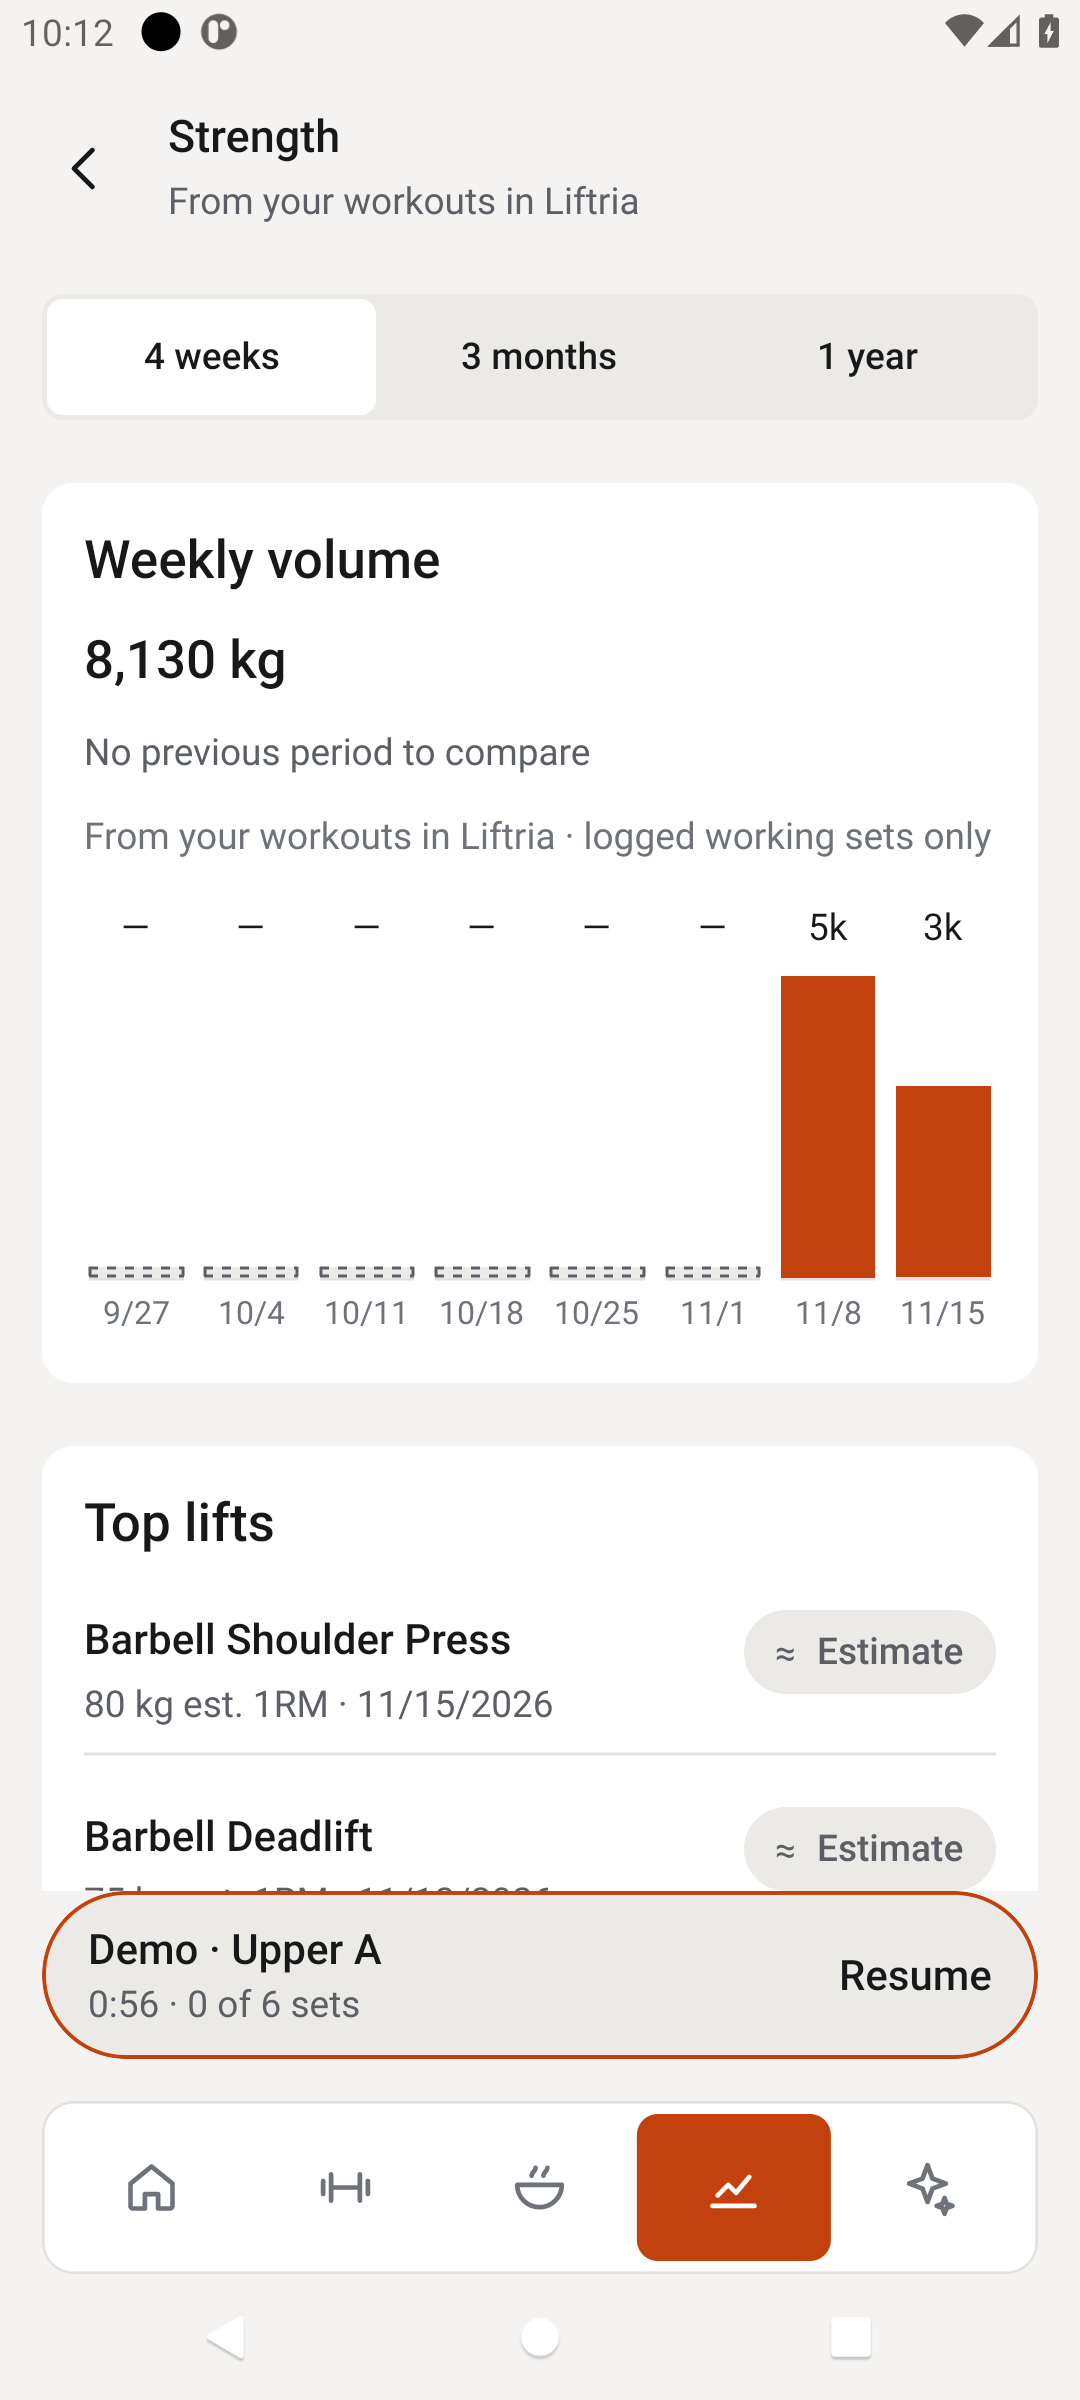 10:12
Strength
From your workouts in Liftria
4 weeks 3 months 1 year
Weekly volume
8,130 kg
No previous period to compare
From your workouts in Liftria · logged working sets only
— — — — — — 5k 3k
9/27 10/4 10/11 10/18 10/25 11/1 11/8 11/15
Top lifts
Barbell Shoulder Press
≈ Estimate
80 kg est. 1RM · 11/15/2026
Barbell Deadlift
≈ Estimate
Demo · Upper A
Resume
0:56 · 0 of 6 sets